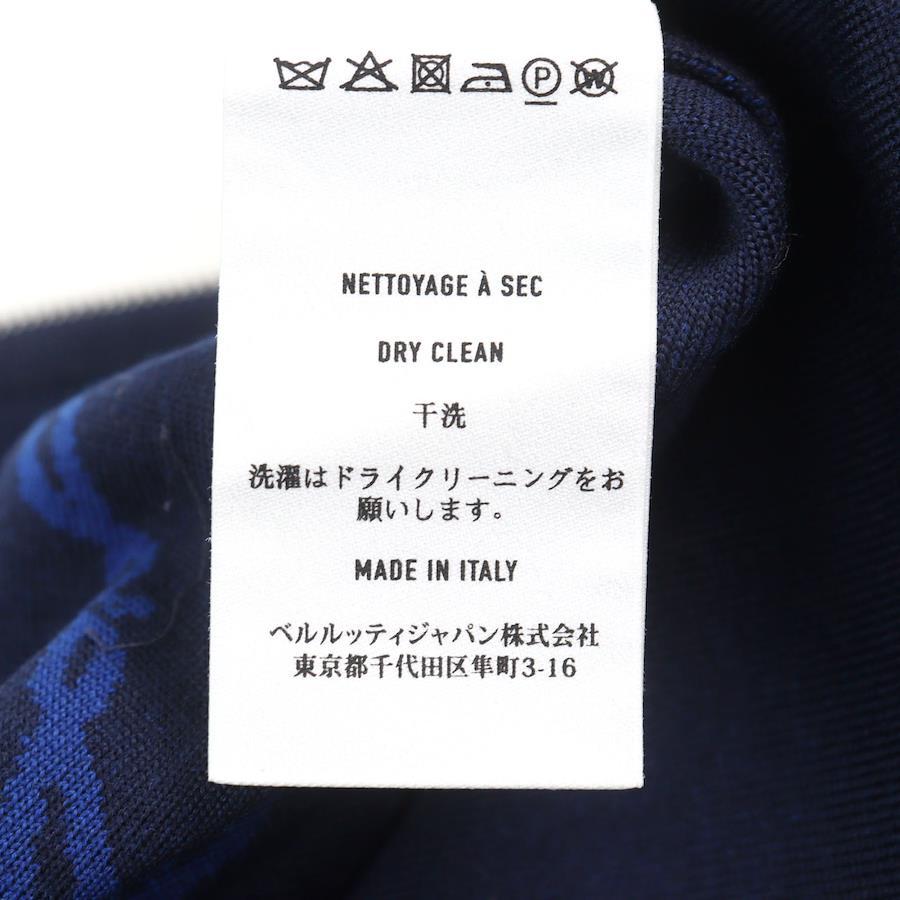 P W
NETTOYAGE À SEC
DRY CLEAN
干洗
洗濯はドライクリーニングをお
願いします。
MADE IN ITALY
ベルルッティジャパン株式会社
東京都千代田区隼町3-16